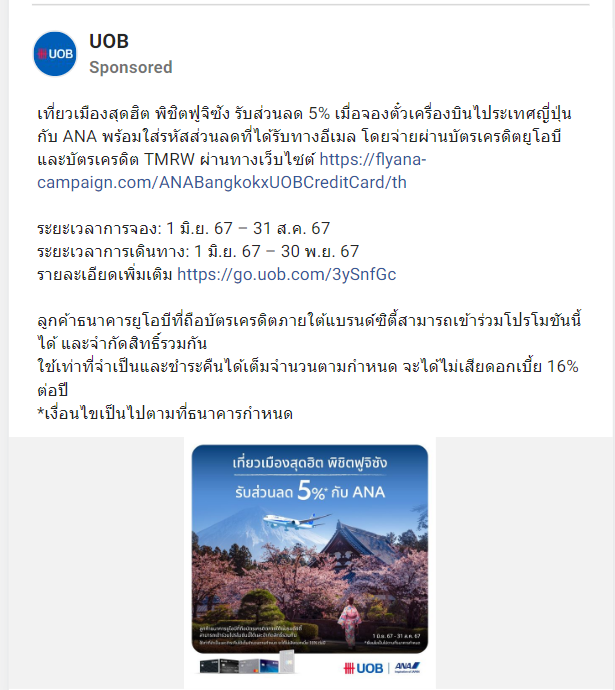 UOB
UOB
Sponsored
เที่ยวเมืองสุดฮิต พิชิตฟูจิซัง รับส่วนลด 5% เมื่อจองตั๋วเครื่องบินไปประเทศญี่ปุ่น
กับ ANA พร้อมใส่รหัสส่วนลดที่ได้รับทางอีเมล โดยจ่ายผ่านบัตรเครดิตยูโอบี
และบัตรเครดิต TMRW ผ่านทางเว็บไซต์ https://flyana-
campaign.com/ANABangkokxUOBCreditCard/th
ระยะเวลาการจอง: 1 มิ.ย. 67 – 31 ส.ค. 67
ระยะเวลาการเดินทาง: 1 มิ.ย. 67 – 30 พ.ย. 67
รายละเอียดเพิ่มเติม https://go.uob.com/3ySnfGc
ลูกค้าธนาคารยูโอบีที่ถือบัตรเครดิตภายใต้แบรนด์ซิตี้สามารถเข้าร่วมโปรโมชันนี้
ได้ และจำกัดสิทธิ์รวมกัน
ใช้เท่าที่จำเป็นและชำระคืนได้เต็มจำนวนตามกำหนด จะได้ไม่เสียดอกเบี้ย 16%
ต่อปี
*เงื่อนไขเป็นไปตามที่ธนาคารกำหนด
เที่ยวเมืองสุดฮิต พิชิตฟูจิซัง
รับส่วนลด 5%* กับ ANA
1 มิ.ย. 67 - 31 ส.ค. 67
UOB
ANA